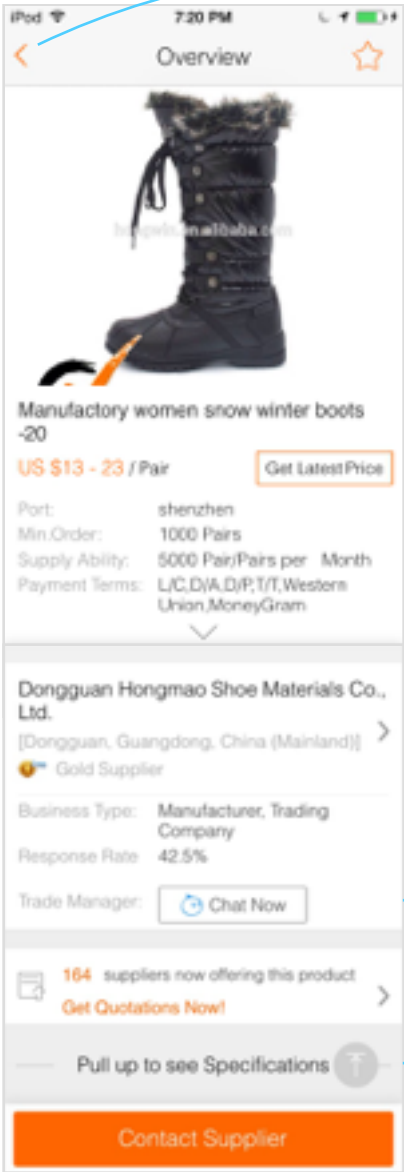 iPod 7:20 PM
Overview
Manufactory women snow winter boots
-20
US $13 - 23 / Pair Get Latest Price
Port: shenzhen
Min.Order: 1000 Pairs
Supply Ability: 5000 Pair/Pairs per Month
Payment Terms: L/C,D/A,D/P,T/T,Western
Union,MoneyGram
Dongguan Hongmao Shoe Materials Co.,
Ltd.
[Dongguan, Guangdong, China (Mainland)]
Gold Supplier
Business Type: Manufacturer, Trading
Company
Response Rate 42.5%
Trade Manager: Chat Now
164 suppliers now offering this product
Get Quotations Now!
Pull up to see Specifications
Contact Supplier